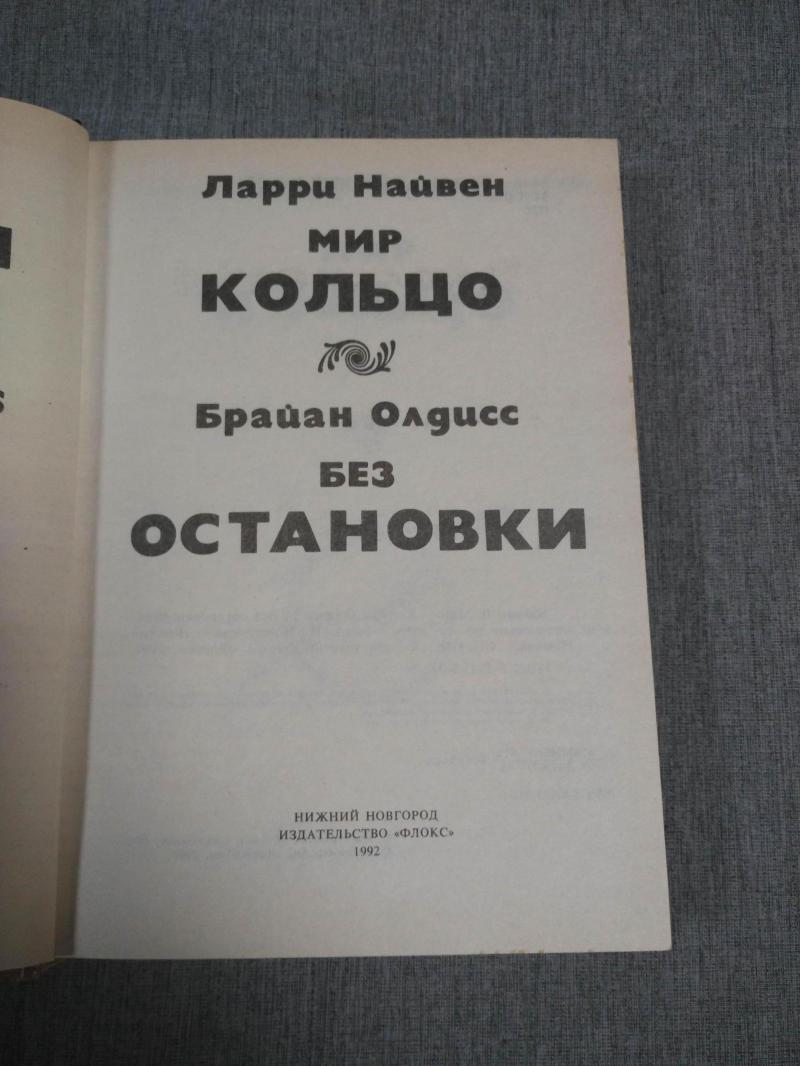 Ларри Найвен
МИР
КОЛЬЦО
Брайан Олдисс
БЕЗ
ОСТАНОВКИ
НИЖНИЙ НОВГОРОД
ИЗДАТЕЛЬСТВО «ФЛОКС»
1992